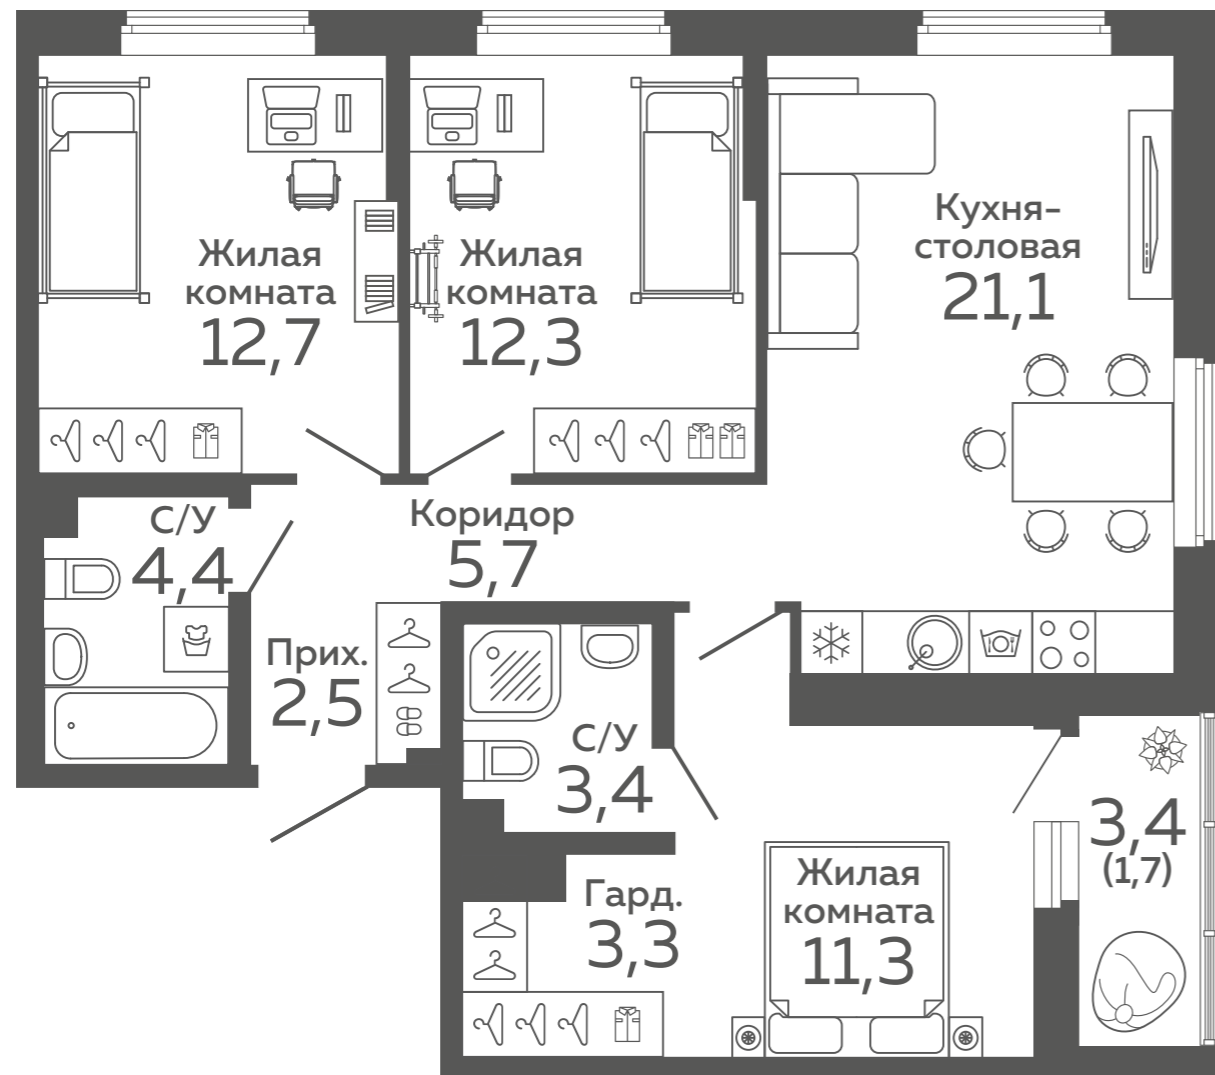 Жилая
комната
12,7
Жилая
комната
12,3
Кухня-
столовая
21,1
С/У
4,4
Коридор
5,7
Прих.
2,5
С/У
3,4
Гард.
3,3
Жилая
комната
11,3
3,4
(1,7)